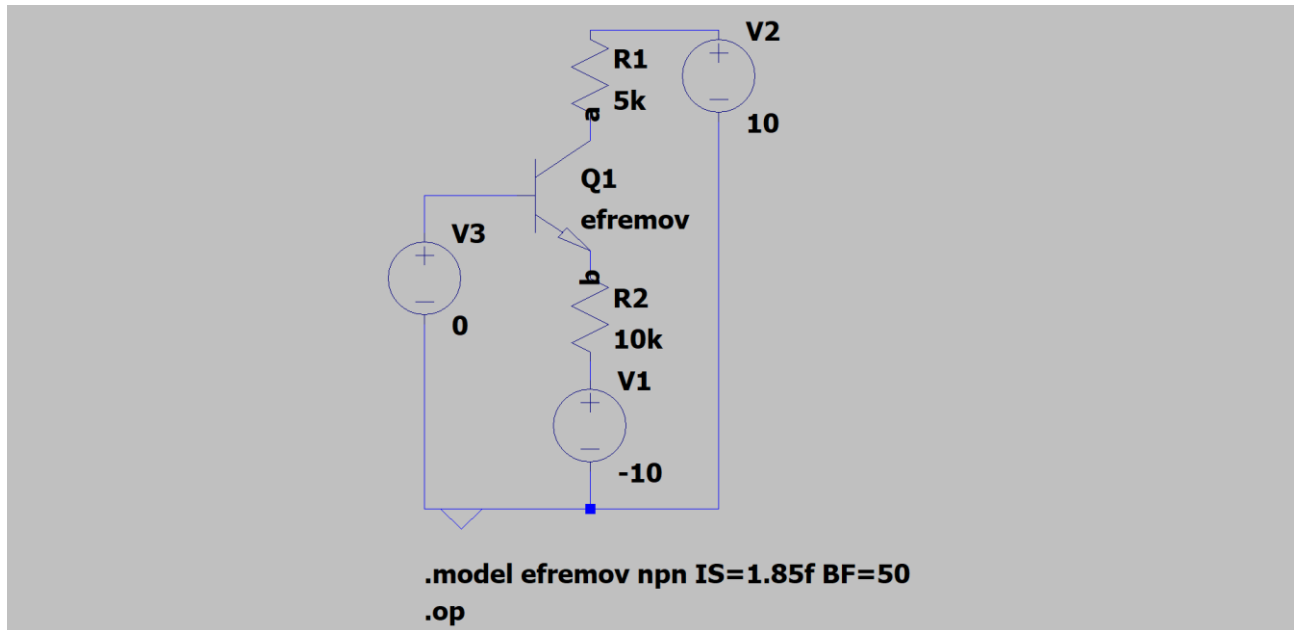 V2
R1
a
5k
10
Q1
efremov
V3
b
R2
0
10k
V1
-10
.model efremov npn IS=1.85f BF=50
.op